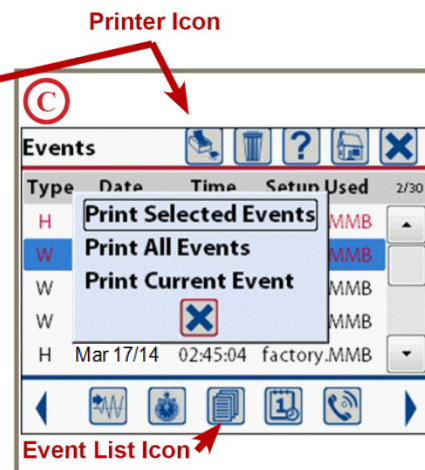 Printer Icon
C
Events ?
Type Date Time Setup Used 2/30
Print Selected Events
H MMB
Print All Events
W MMB
Print Current Event
W MMB
W MMB
H Mar 17/14 02:45:04 factory.MMB
1
Event List Icon